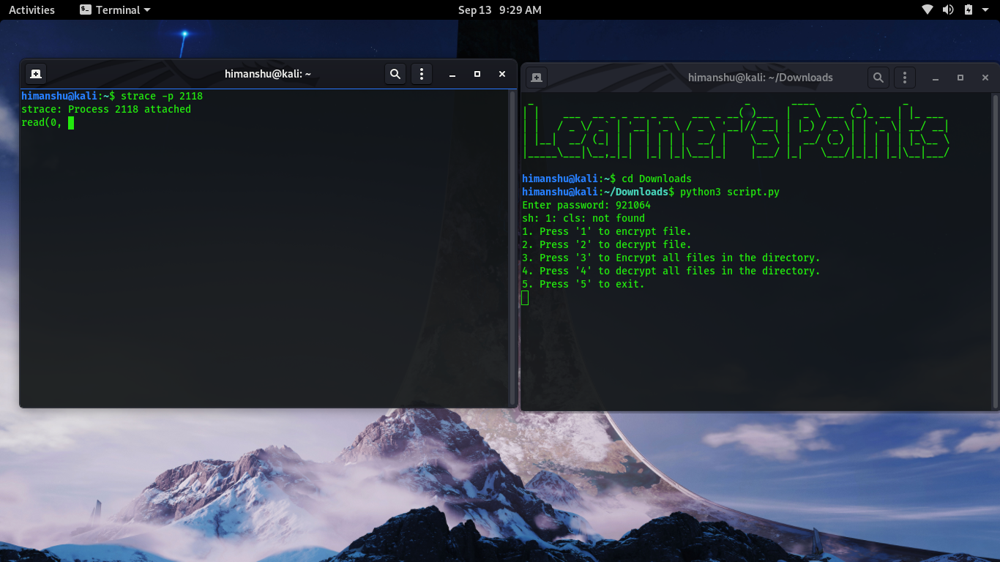 Activities
Terminal
Sep 13 9:29 AM
himanshu@kali: ~
himanshu@kali:~$ strace -p 2118
strace: Process 2118 attached
read(0,
himanshu@kali: ~/Downloads
Learner's Points
himanshu@kali:~$ cd Downloads
himanshu@kali:~/Downloads$ python3 script.py
Enter password: 921064
sh: 1: cls: not found
1. Press '1' to encrypt file.
2. Press '2' to decrypt file.
3. Press '3' to Encrypt all files in the directory.
4. Press '4' to decrypt all files in the directory.
5. Press '5' to exit.